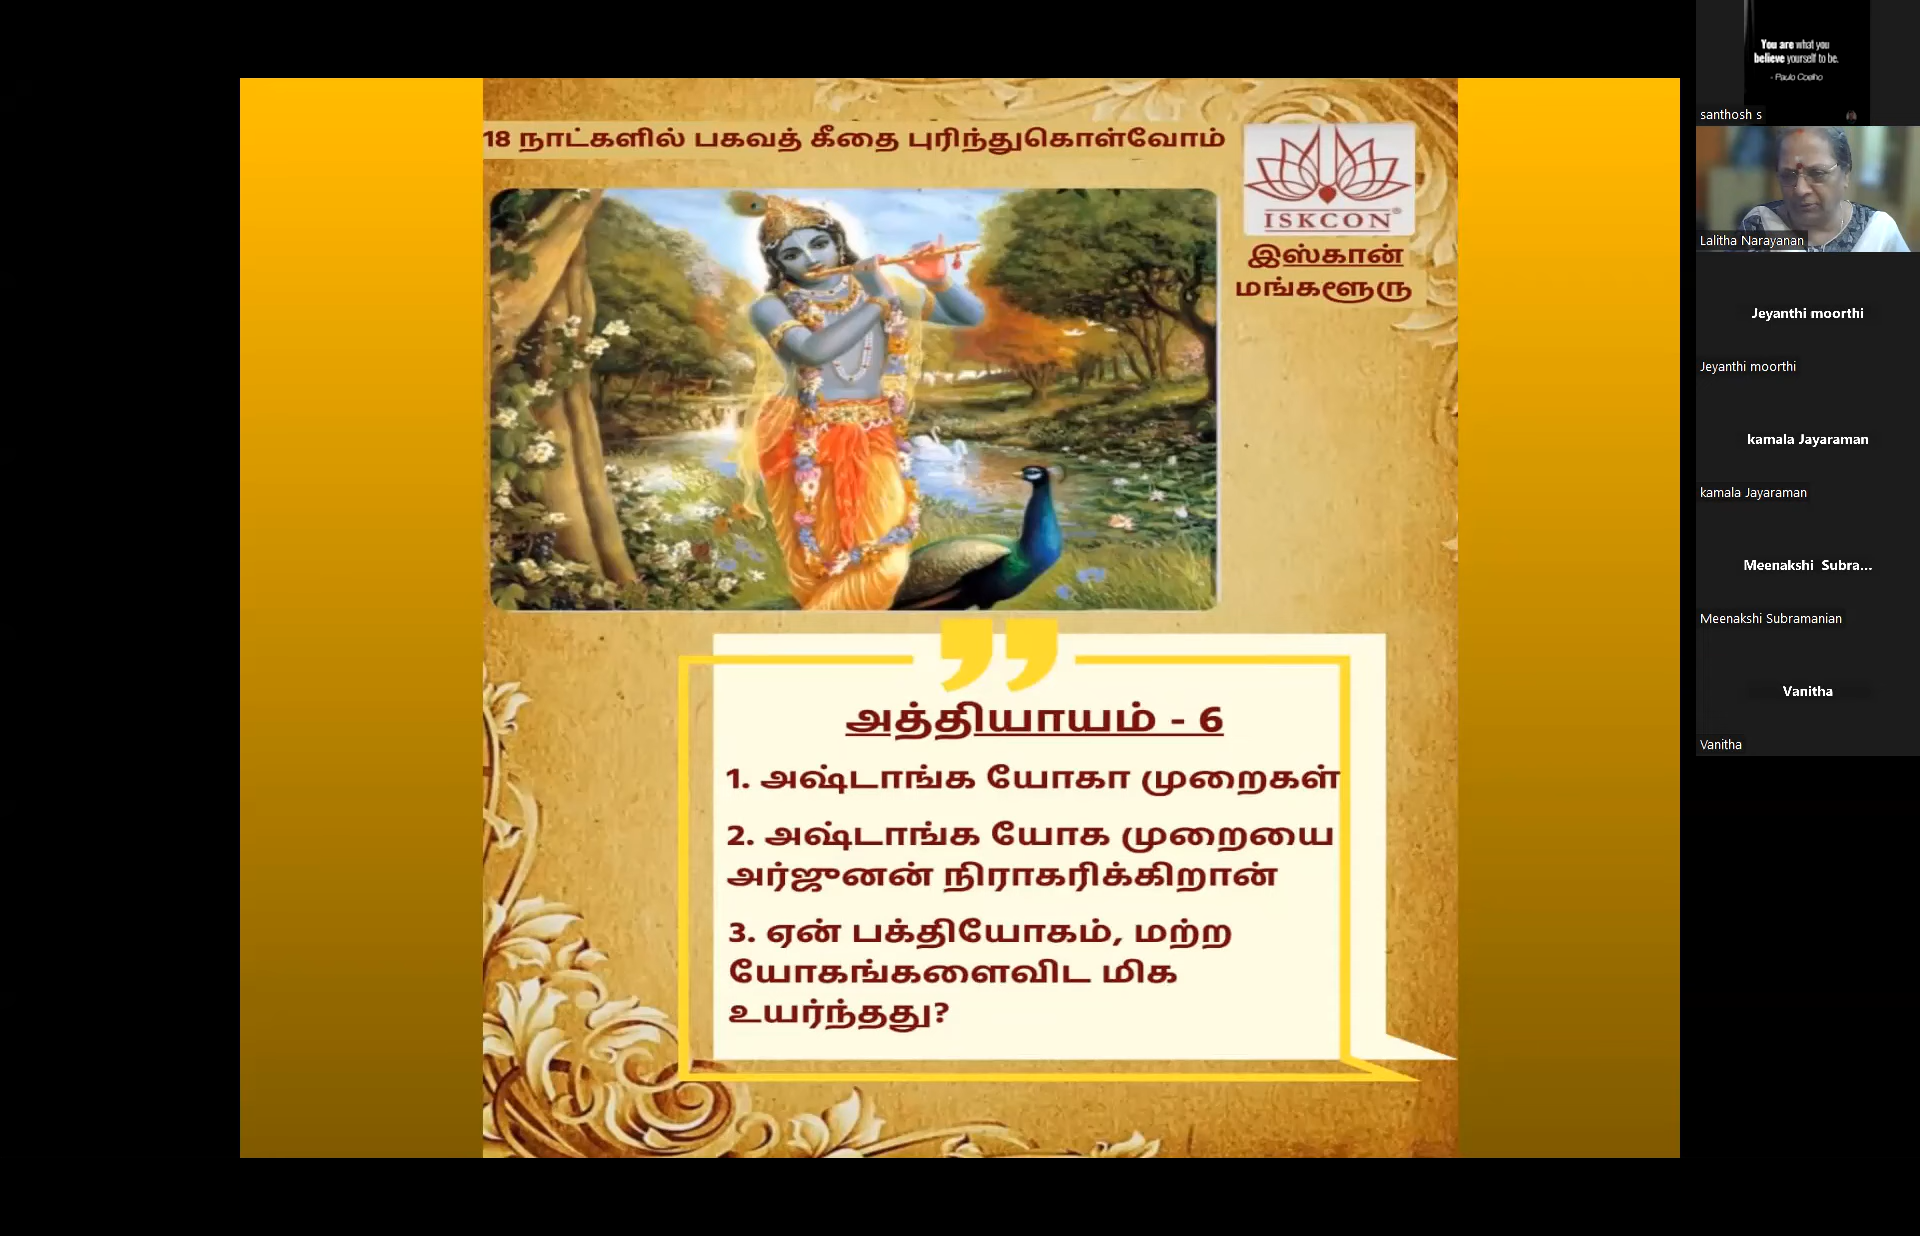 18 நாட்களில் பகவத் கீதை புரிந்துகொள்வோம்
ISKCON®
இஸ்கான்
மங்களூரு
அத்தியாயம் - 6
1. அஷ்டாங்க யோகா முறைகள்
2. அஷ்டாங்க யோக முறையை
அர்ஜுனன் நிராகரிக்கிறான்
3. ஏன் பக்தியோகம், மற்ற
யோகங்களைவிட மிக
உயர்ந்தது?
You are what you
believe yourself to be.
- Paulo Coelho
santhosh s
Lalitha Narayanan
Jeyanthi moorthi
Jeyanthi moorthi
kamala Jayaraman
kamala Jayaraman
Meenakshi Subra...
Meenakshi Subramanian
Vanitha
Vanitha